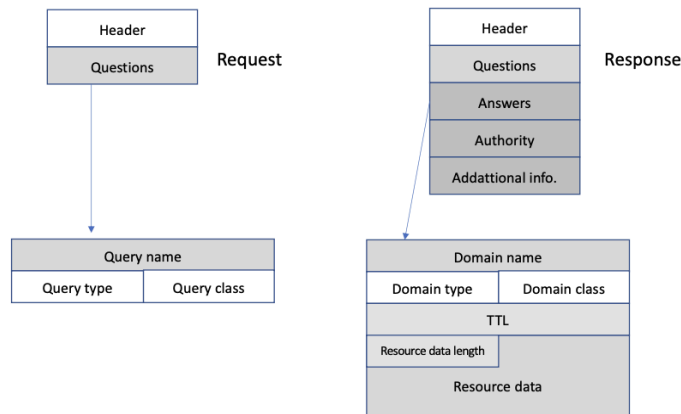 Header
Questions
Request
Query name
Query type
Query class
Header
Questions
Answers
Authority
Addattional info.
Response
Domain name
Domain type
Domain class
TTL
Resource data length
Resource data